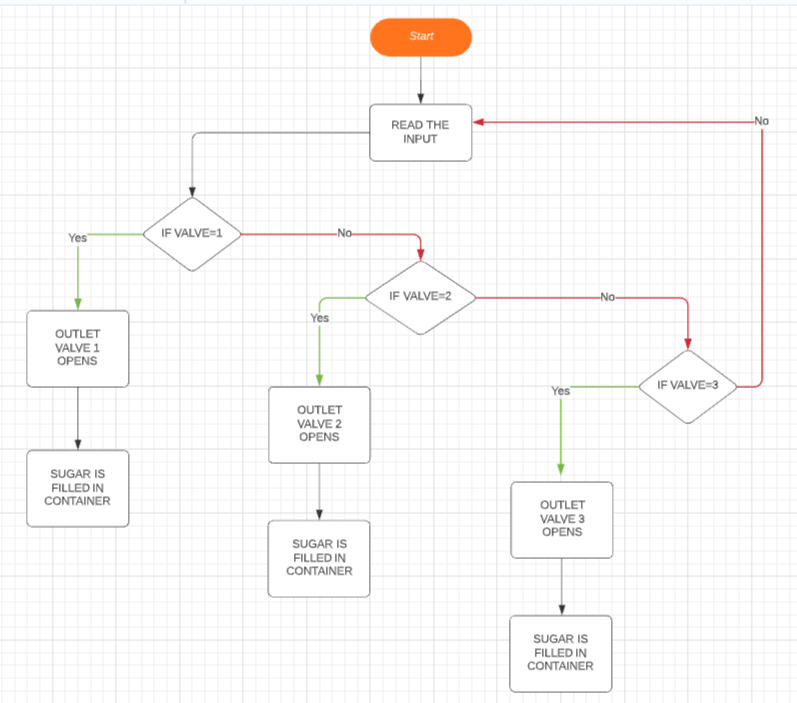 Start
READ THE
INPUT
No
IF VALVE=1
Yes
No
IF VALVE=2
No
Yes
OUTLET
VALVE 1
OPENS
IF VALVE=3
Yes
OUTLET
VALVE 2
OPENS
SUGAR IS
FILLED IN
CONTAINER
OUTLET
VALVE 3
OPENS
SUGAR IS
FILLED IN
CONTAINER
SUGAR IS
FILLED IN
CONTAINER